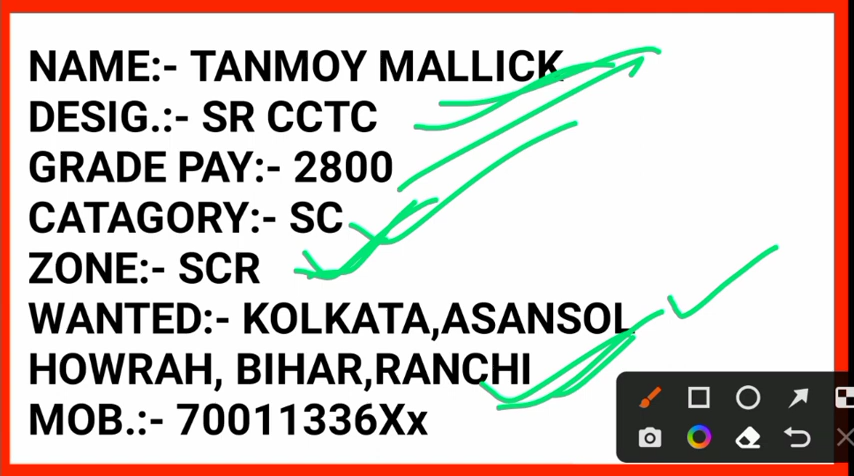 NAME:- TANMOY MALLICK
DESIG.:- SR CCTC
GRADE PAY:- 2800
CATAGORY:- SC
ZONE:- SCR
WANTED:- KOLKATA,ASANSOL
HOWRAH, BIHAR,RANCHI
MOB.:- 70011336Xx